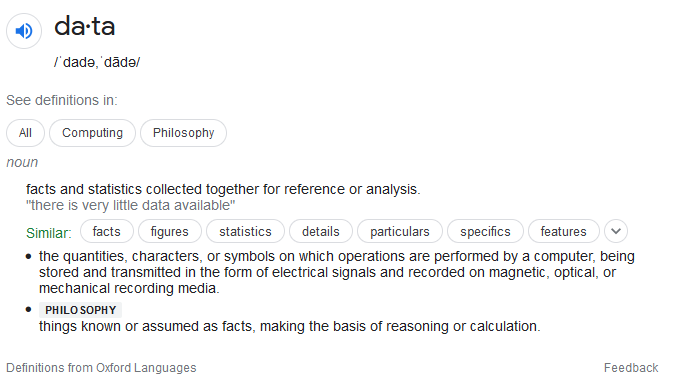 da·ta
/ˈdadə,ˈdādə/
See definitions in:
All Computing Philosophy
noun
facts and statistics collected together for reference or analysis.
"there is very little data available"
Similar: facts figures statistics details particulars specifics features
• the quantities, characters, or symbols on which operations are performed by a computer, being
stored and transmitted in the form of electrical signals and recorded on magnetic, optical, or
mechanical recording media.
• PHILOSOPHY
things known or assumed as facts, making the basis of reasoning or calculation.
Definitions from Oxford Languages Feedback